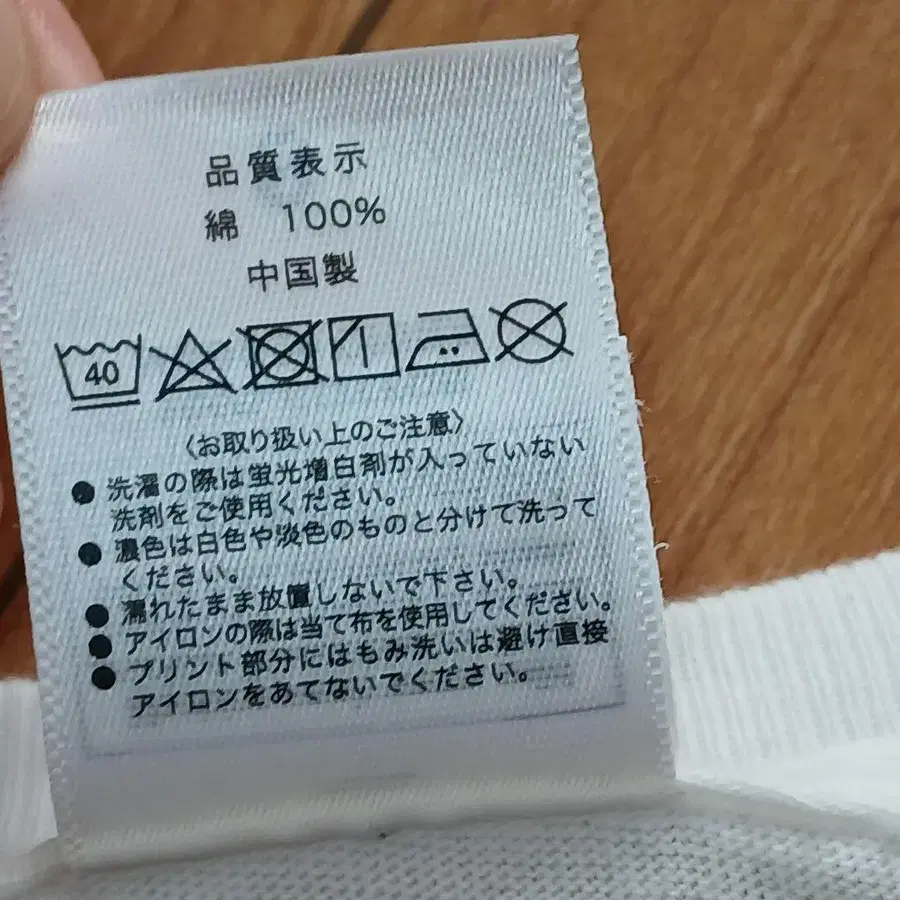 品質表示
綿 100%
中国製
40
〈お取り扱い上のご注意〉
● 洗濯の際は蛍光増白剤が入っていない
洗剤をご使用ください。
● 濃色は白色や淡色のものと分けて洗って
ください。
● 濡れたまま放置しないで下さい。
● アイロンの際は当て布を使用してください。
● プリント部分にはもみ洗いは避け直接
アイロンをあてないでください。